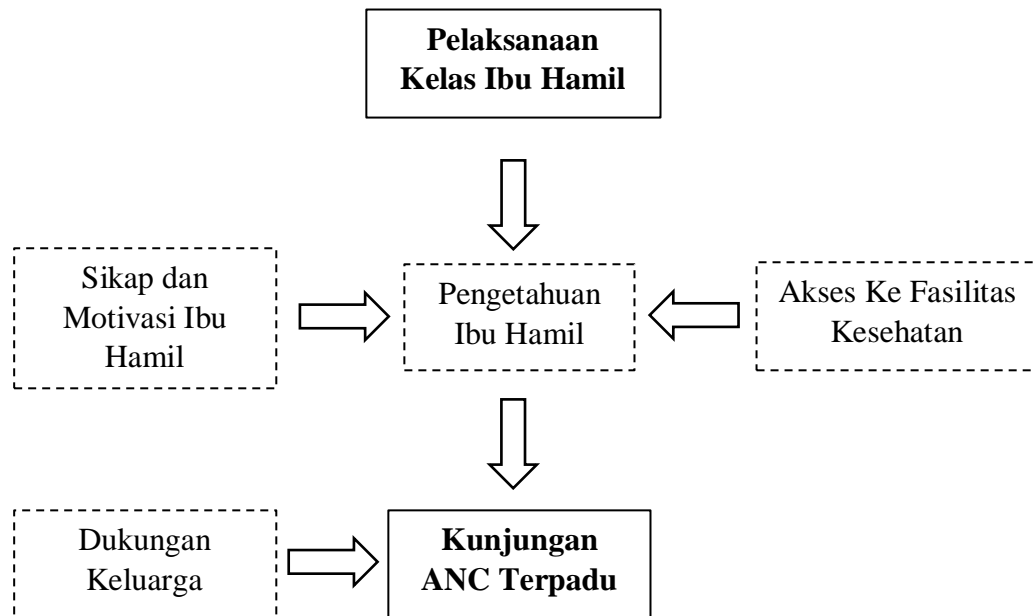 Pelaksanaan
Kelas Ibu Hamil
Sikap dan
Motivasi Ibu
Hamil
Pengetahuan
Ibu Hamil
Akses Ke Fasilitas
Kesehatan
Dukungan
Keluarga
Kunjungan
ANC Terpadu